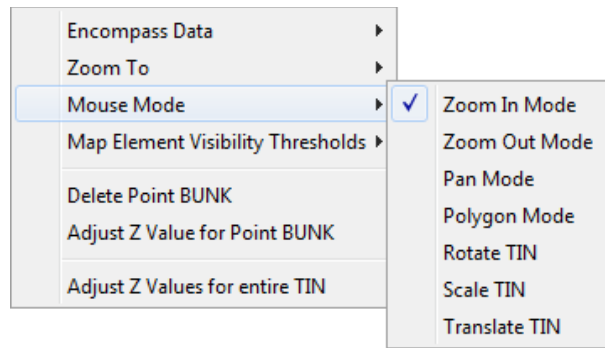 Encompass Data
Zoom To
Mouse Mode
Map Element Visibility Thresholds
Delete Point BUNK
Adjust Z Value for Point BUNK
Adjust Z Values for entire TIN
Zoom In Mode
Zoom Out Mode
Pan Mode
Polygon Mode
Rotate TIN
Scale TIN
Translate TIN